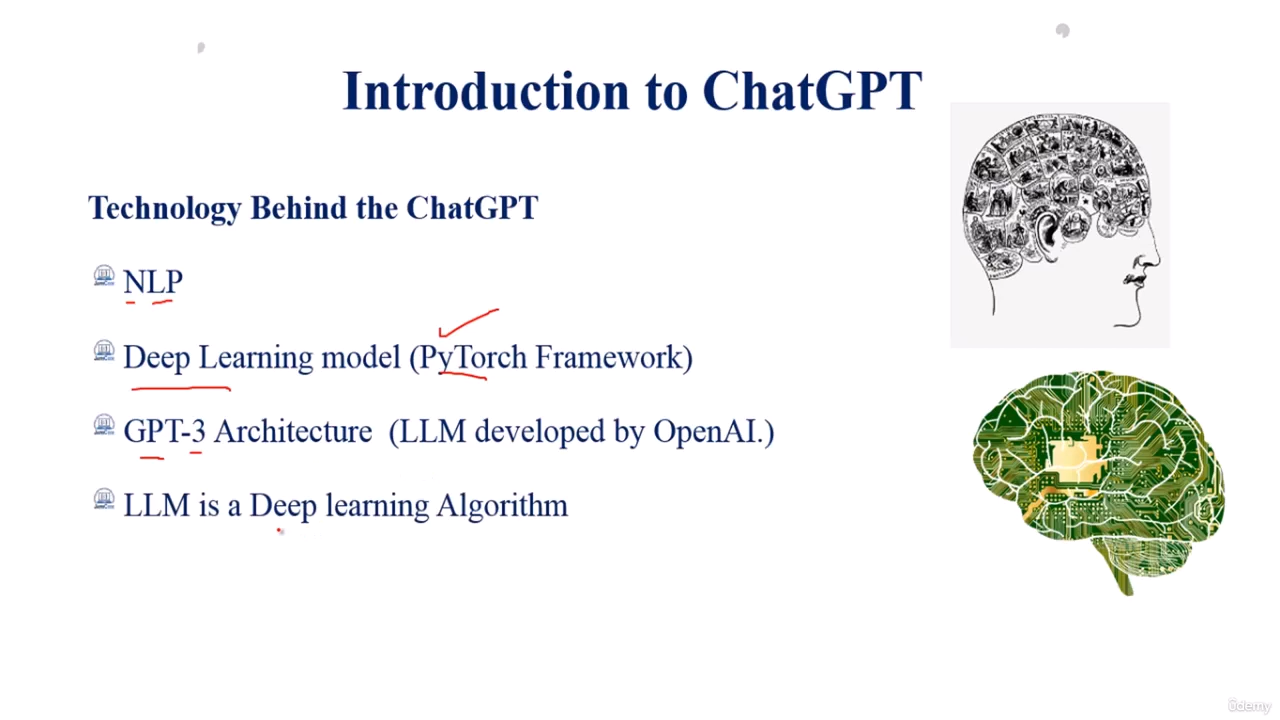 Introduction to ChatGPT
Technology Behind the ChatGPT
NLP
Deep Learning model (PyTorch Framework)
GPT-3 Architecture (LLM developed by OpenAI.)
LLM is a Deep learning Algorithm
ûdemy